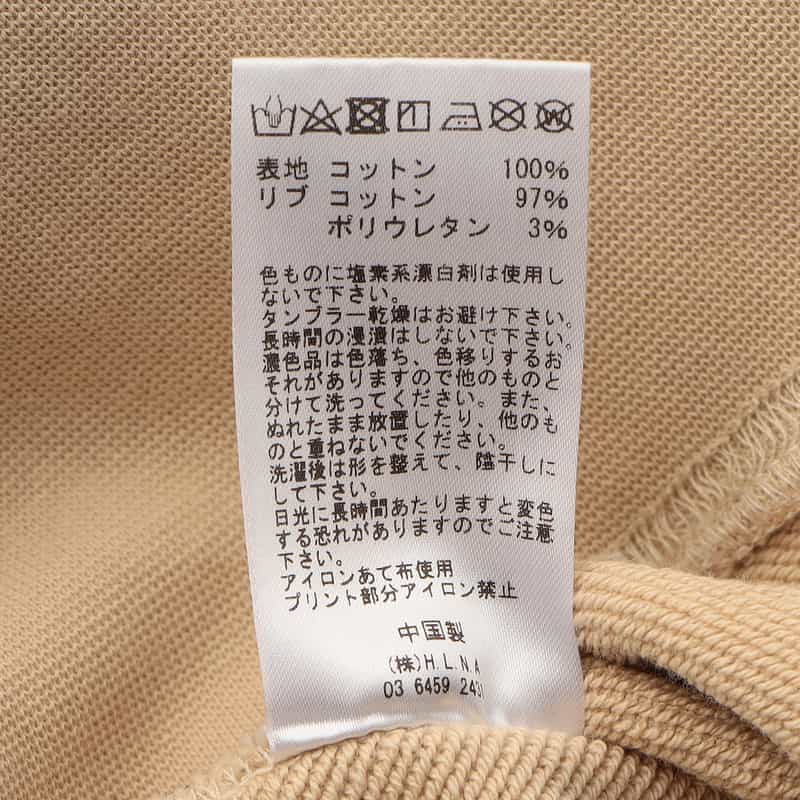 表地 コットン 100%
リブ コットン 97%
ポリウレタン 3%
色ものに塩素系漂白剤は使用し
ないで下さい。
タンブラー乾燥はお避け下さい。
長時間の浸漬はしないで下さい。
濃色品は色落ち、色移りするお
それがありますので他のものと
分けて洗ってください。また、
ぬれたまま放置したり、他のも
のと重ねないでください。
洗濯後は形を整えて、陰干しに
して下さい。
日光に長時間あたりますと変色
する恐れがありますのでご注意
下さい。
アイロンあて布使用
プリント部分アイロン禁止
中国製
(株)H.L.N.A
03 6459